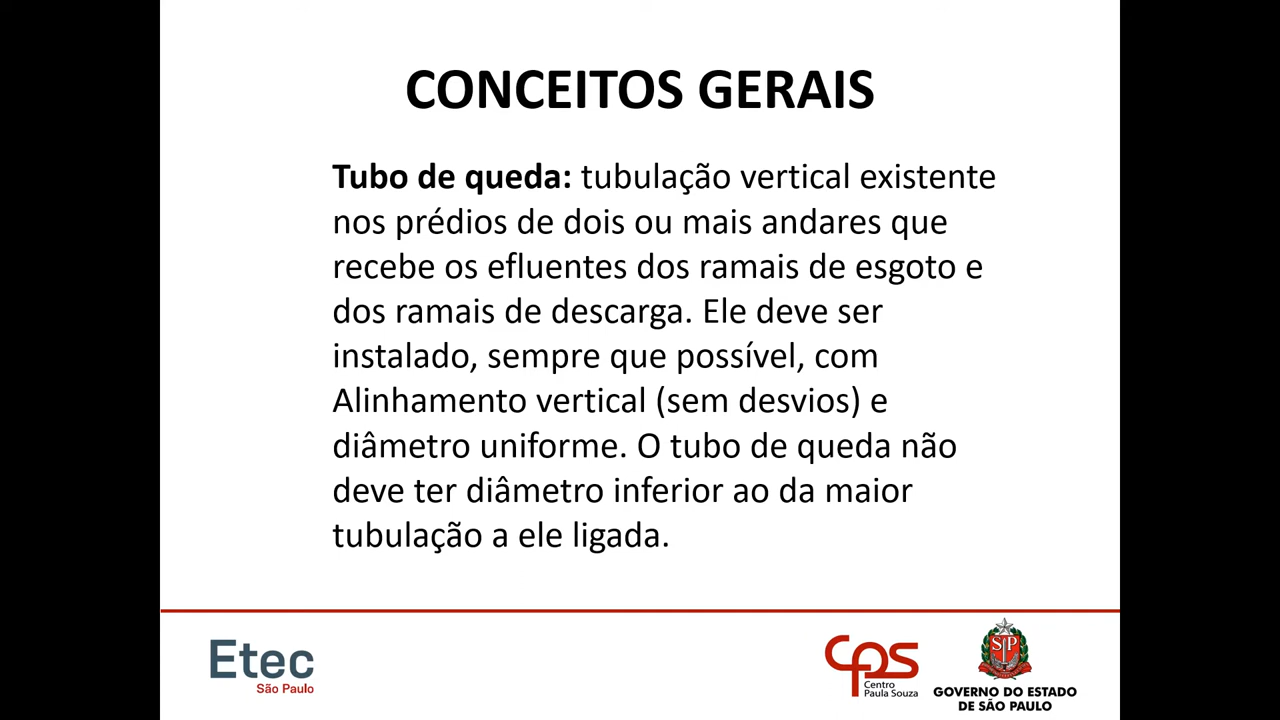 CONCEITOS GERAIS
Tubo de queda: tubulação vertical existente
nos prédios de dois ou mais andares que
recebe os efluentes dos ramais de esgoto e
dos ramais de descarga. Ele deve ser
instalado, sempre que possível, com
Alinhamento vertical (sem desvios) e
diâmetro uniforme. O tubo de queda não
deve ter diâmetro inferior ao da maior
tubulação a ele ligada.
Etec
São Paulo
cps
Centro
Paula Souza
SP
GOVERNO DO ESTADO
DE SÃO PAULO